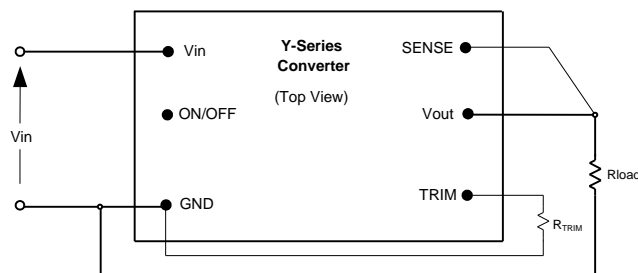 Y-Series
Converter
(Top View)
Vin
ON/OFF
GND
SENSE
Vout
TRIM
Vin
Rload
RTRIM